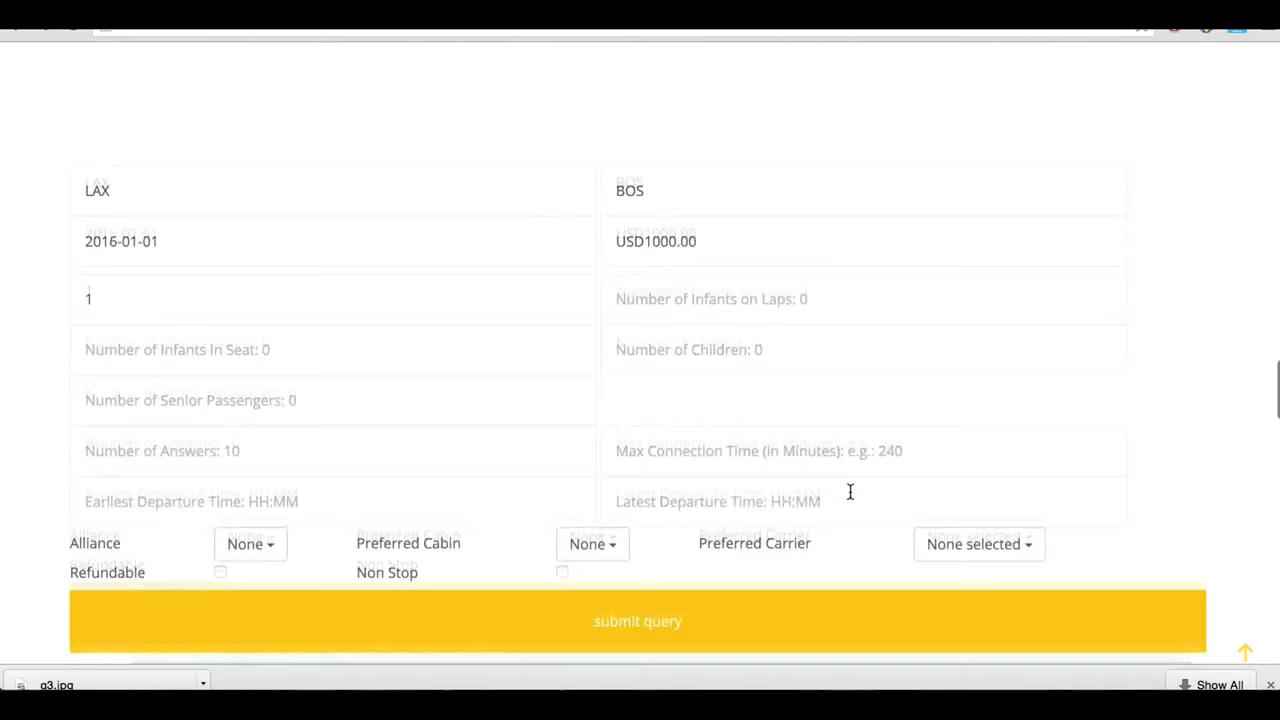 LAX BOS
2016-01-01 USD1000.00
1 Number of Infants on Laps: 0
Number of Infants In Seat: 0 Number of Children: 0
Number of Senior Passengers: 0
Number of Answers: 10 Max Connection Time (in Minutes): e.g.: 240
Earliest Departure Time: HH:MM Latest Departure Time: HH:MM
Alliance None Preferred Cabin None Preferred Carrier None selected
Refundable Non Stop
submit query
g3.jpg Show All